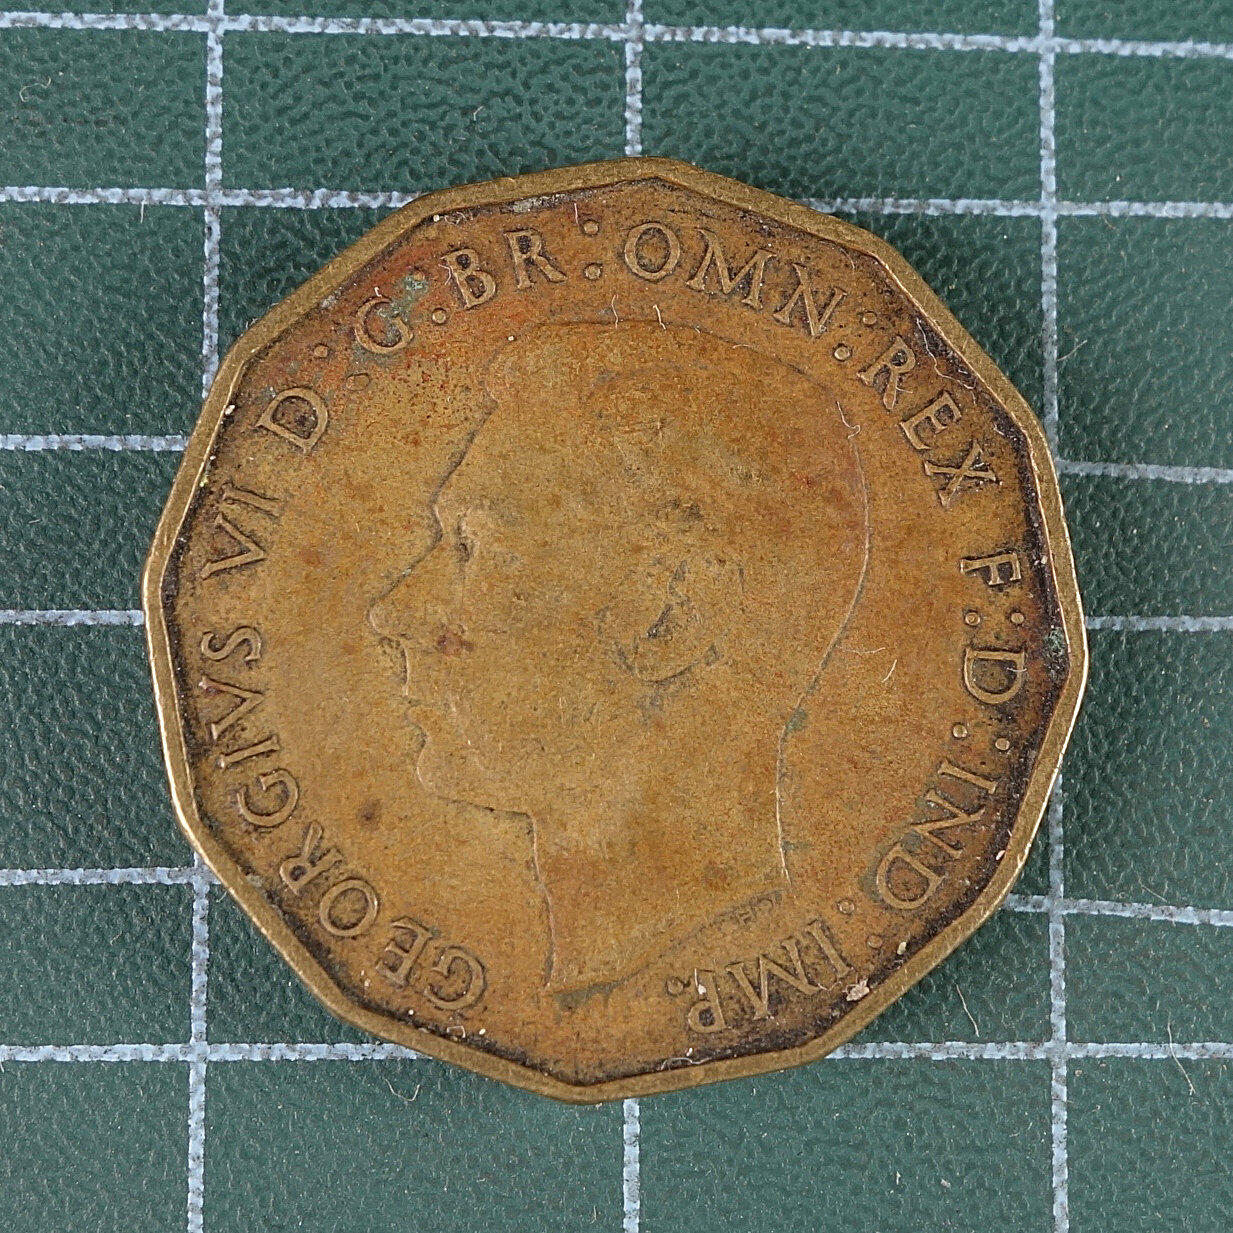 GEORGIVS VI D : G : BR : OMN : REX F : D : IND : IMP.